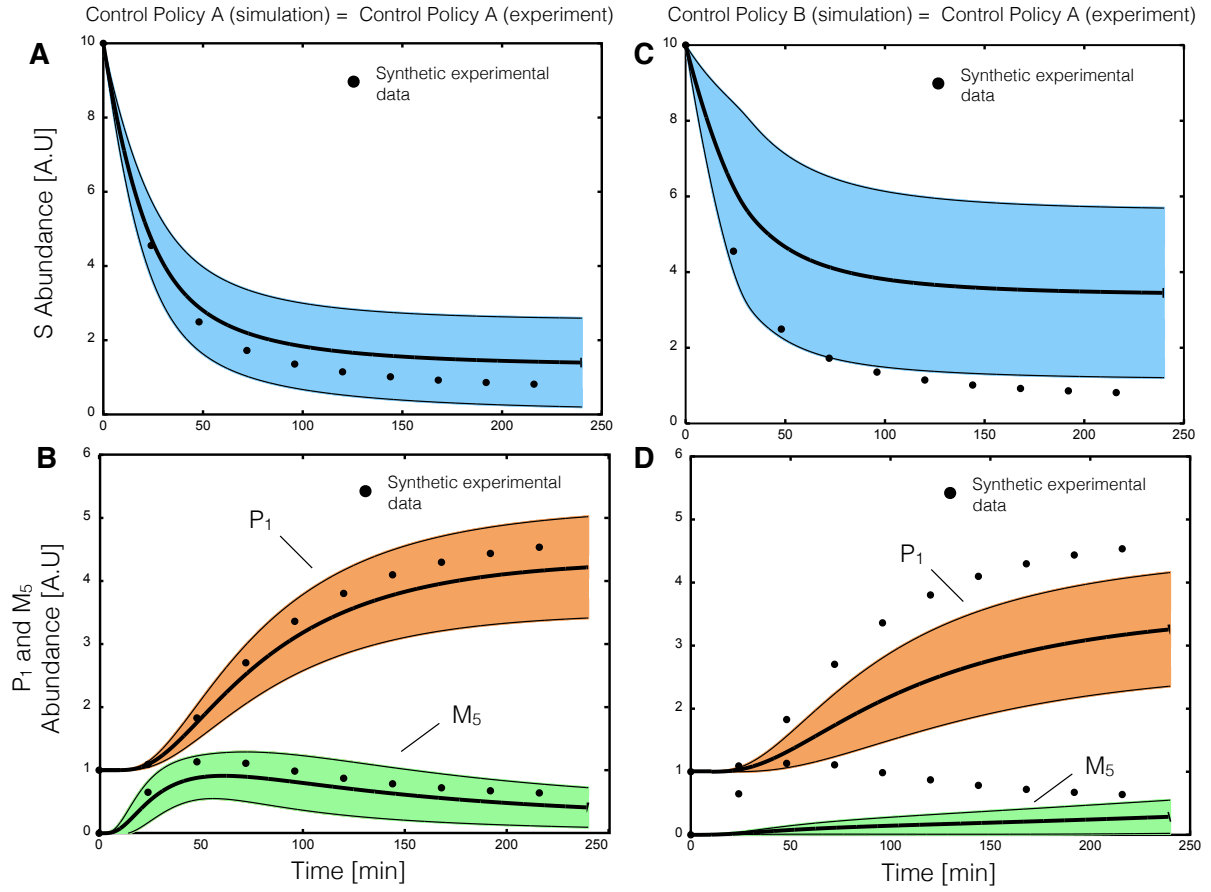 Control Policy A (simulation) = Control Policy A (experiment)
Control Policy B (simulation) = Control Policy A (experiment)
A
Synthetic experimental
data
S Abundance [A.U]
10
8
6
4
2
0
0
50
100
150
200
250
C
Synthetic experimental
data
10
8
6
4
2
0
0
50
100
150
200
250
B
Synthetic experimental
data
P₁
M₅
P₁ and M₅
Abundance [A.U]
6
5
4
3
2
1
0
0
50
100
150
200
250
Time [min]
D
Synthetic experimental
data
P₁
M₅
6
5
4
3
2
1
0
0
50
100
150
200
250
Time [min]